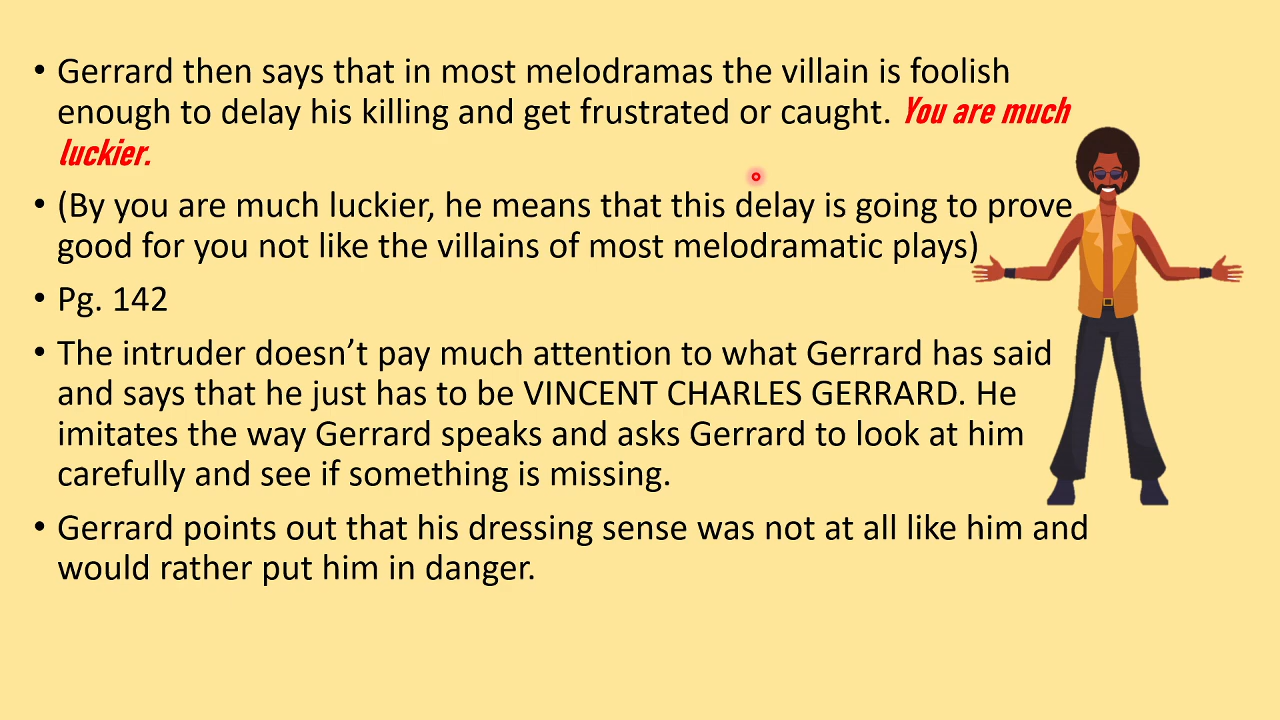 • Gerrard then says that in most melodramas the villain is foolish
enough to delay his killing and get frustrated or caught. You are much
luckier.
• (By you are much luckier, he means that this delay is going to prove
good for you not like the villains of most melodramatic plays)
• Pg. 142
• The intruder doesn’t pay much attention to what Gerrard has said
and says that he just has to be VINCENT CHARLES GERRARD. He
imitates the way Gerrard speaks and asks Gerrard to look at him
carefully and see if something is missing.
• Gerrard points out that his dressing sense was not at all like him and
would rather put him in danger.